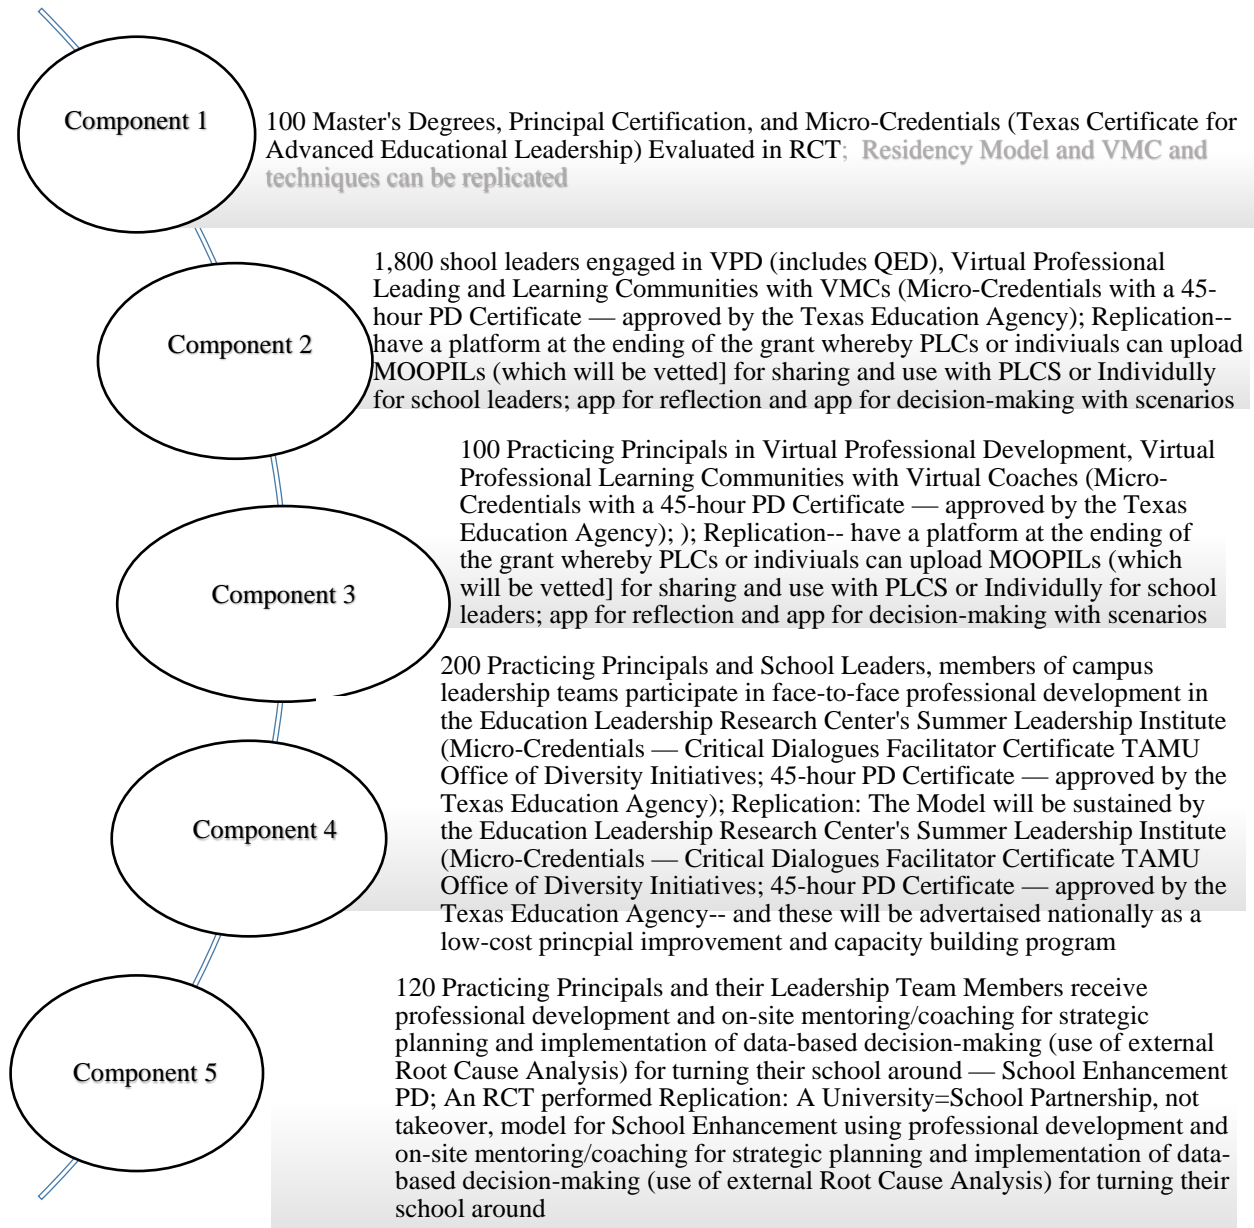 Component 1
100 Master's Degrees, Principal Certification, and Micro-Credentials (Texas Certificate for
Advanced Educational Leadership) Evaluated in RCT;  Residency Model and VMC and
techniques can be replicated
Component 2
1,800 shool leaders engaged in VPD (includes QED), Virtual Professional
Leading and Learning Communities with VMCs (Micro-Credentials with a 45-
hour PD Certificate — approved by the Texas Education Agency); Replication--
have a platform at the ending of the grant whereby PLCs or indiviuals can upload
MOOPILs (which will be vetted] for sharing and use with PLCS or Individully
for school leaders; app for reflection and app for decision-making with scenarios
Component 3
100 Practicing Principals in Virtual Professional Development, Virtual
Professional Learning Communities with Virtual Coaches (Micro-
Credentials with a 45-hour PD Certificate — approved by the Texas
Education Agency); ); Replication-- have a platform at the ending of
the grant whereby PLCs or indiviuals can upload MOOPILs (which
will be vetted] for sharing and use with PLCS or Individully for school
leaders; app for reflection and app for decision-making with scenarios
Component 4
200 Practicing Principals and School Leaders, members of campus
leadership teams participate in face-to-face professional development in
the Education Leadership Research Center's Summer Leadership Institute
(Micro-Credentials — Critical Dialogues Facilitator Certificate TAMU
Office of Diversity Initiatives; 45-hour PD Certificate — approved by the
Texas Education Agency); Replication: The Model will be sustained by
the Education Leadership Research Center's Summer Leadership Institute
(Micro-Credentials — Critical Dialogues Facilitator Certificate TAMU
Office of Diversity Initiatives; 45-hour PD Certificate — approved by the
Texas Education Agency-- and these will be advertaised nationally as a
low-cost princpial improvement and capacity building program
Component 5
120 Practicing Principals and their Leadership Team Members receive
professional development and on-site mentoring/coaching for strategic
planning and implementation of data-based decision-making (use of external
Root Cause Analysis) for turning their school around — School Enhancement
PD; An RCT performed Replication: A University=School Partnership, not
takeover, model for School Enhancement using professional development and
on-site mentoring/coaching for strategic planning and implementation of data-
based decision-making (use of external Root Cause Analysis) for turning their
school around